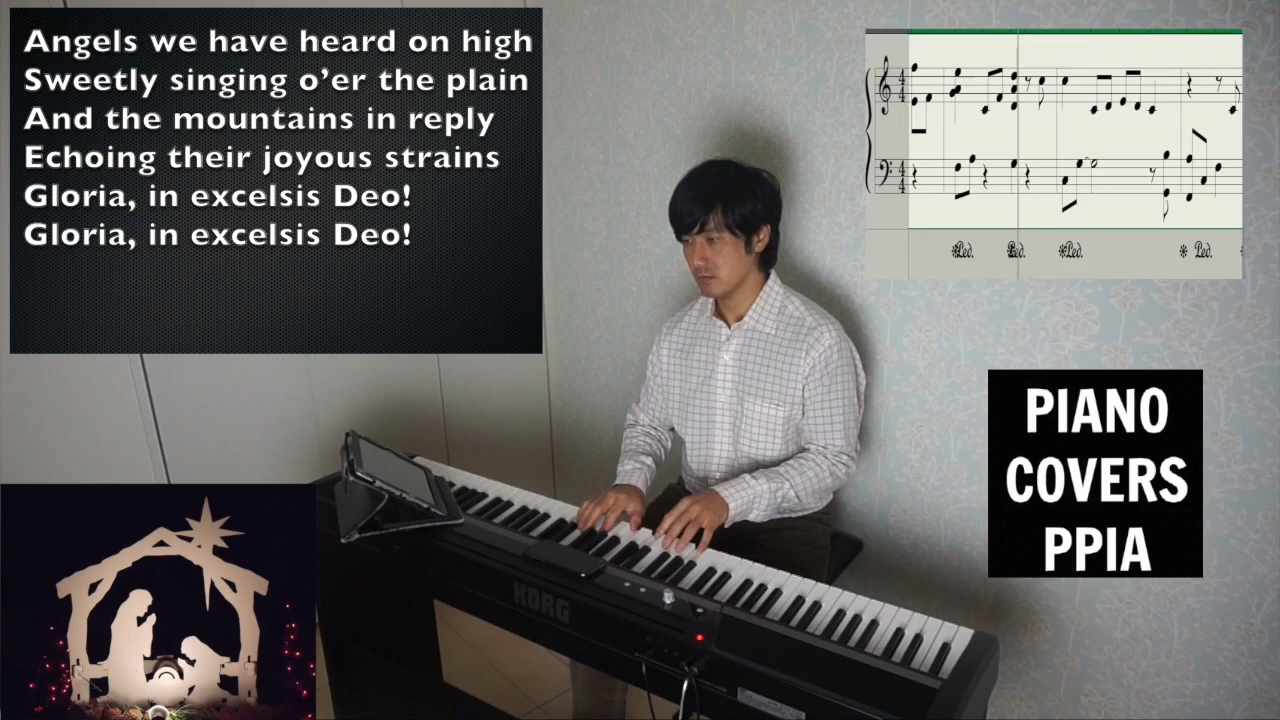 Angels we have heard on high
Sweetly singing o’er the plain
And the mountains in reply
Echoing their joyous strains
Gloria, in excelsis Deo!
Gloria, in excelsis Deo!
PIANO
COVERS
PPIA
KORG